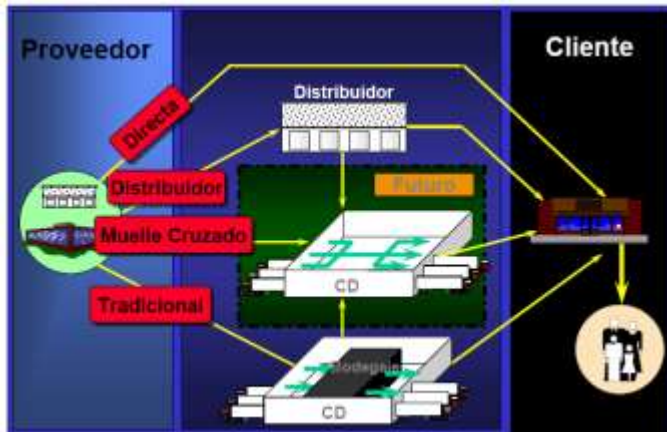 Proveedor
Cliente
Distribuidor
Directa
Distribuidor
Futuro
Muelle Cruzado
CD
Tradicional
CD